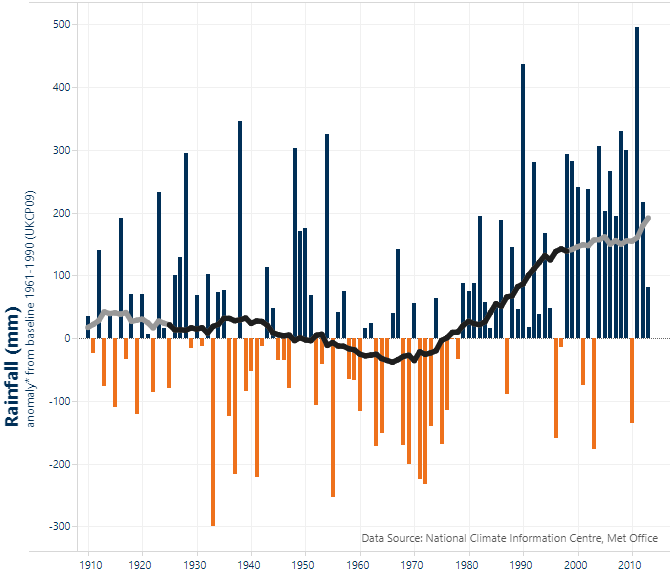 500
400
300
200
100
0
-100
-200
-300
Rainfall (mm)
anomaly* from baseline 1961-1990 (UKCP09)
Data Source: National Climate Information Centre, Met Office
1910 1920 1930 1940 1950 1960 1970 1980 1990 2000 2010